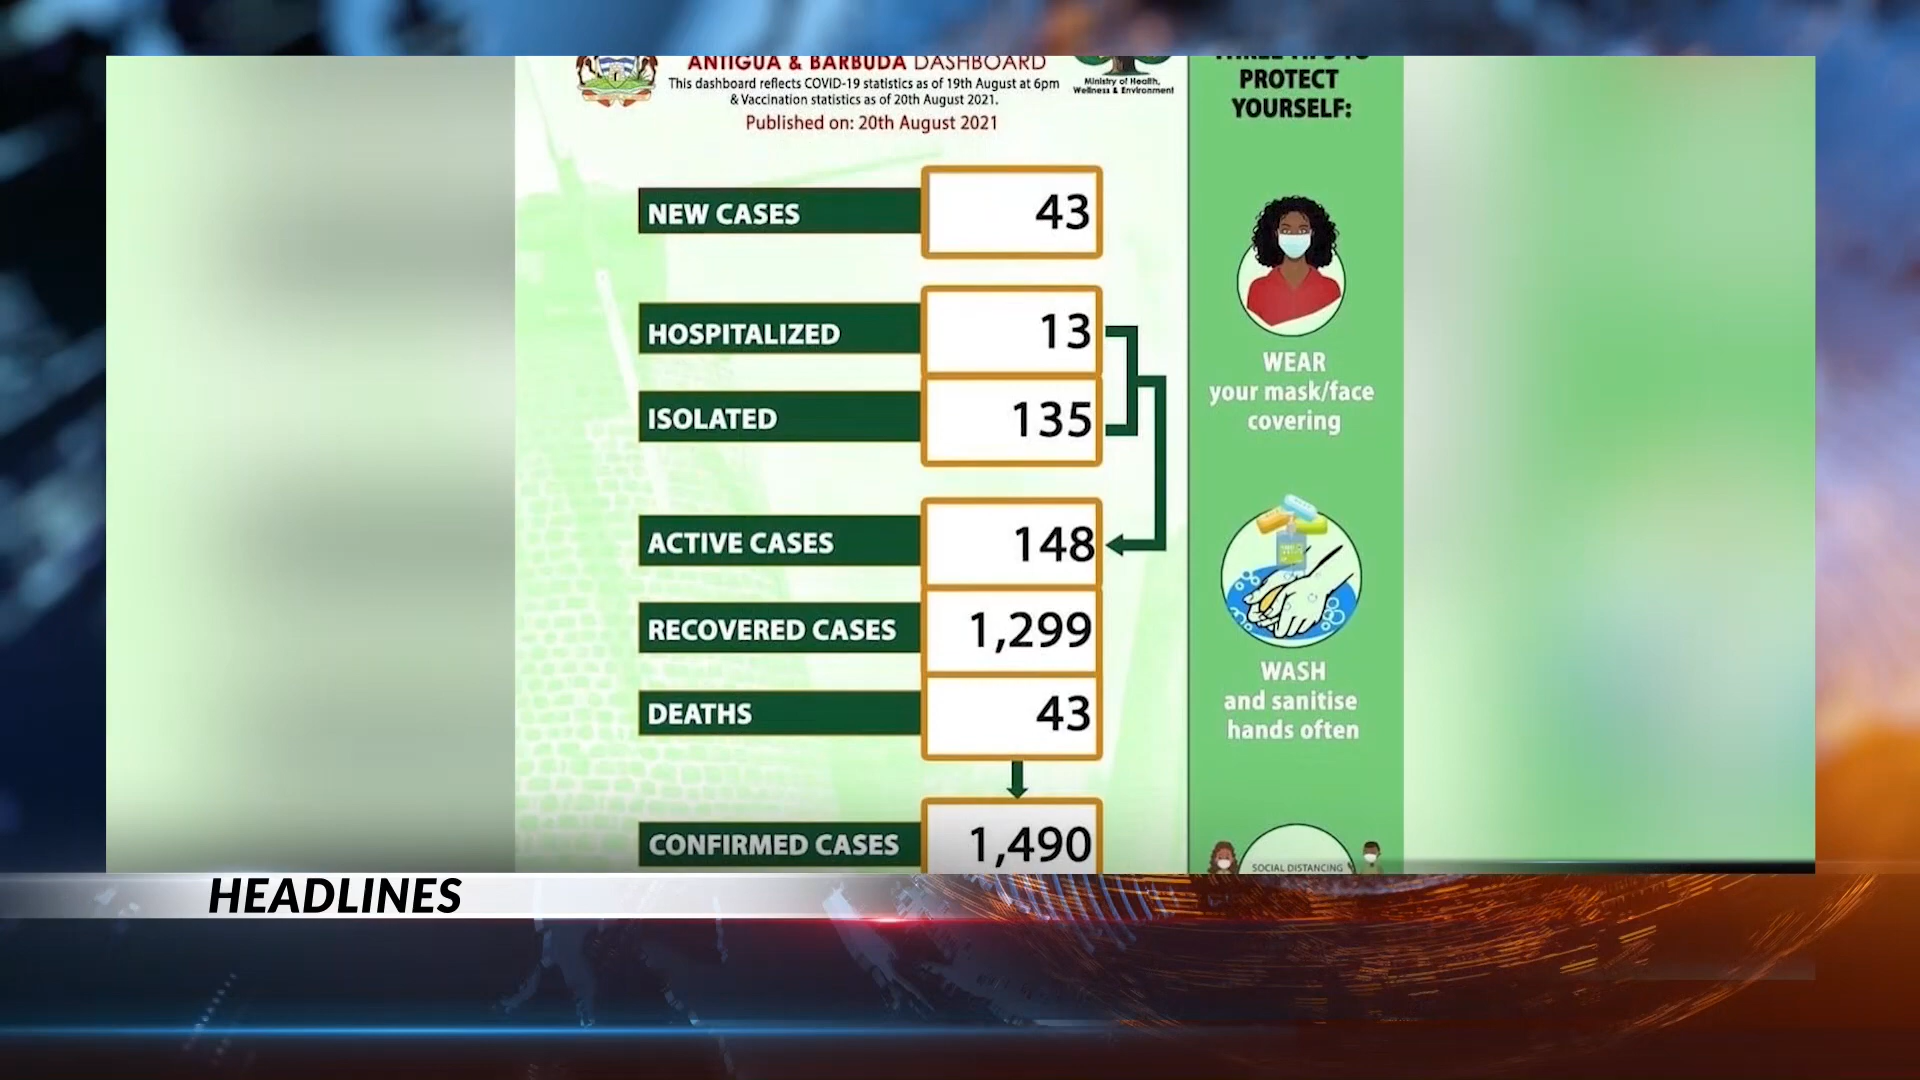 ANTIGUA & BARBUDA DASHBOARD
This dashboard reflects COVID-19 statistics as of 19th August at 6pm
& Vaccination statistics as of 20th August 2021.
Published on: 20th August 2021
Ministry of Health,
Wellness & Environment
NEW CASES 43
HOSPITALIZED 13
ISOLATED 135
ACTIVE CASES 148
RECOVERED CASES 1,299
DEATHS 43
CONFIRMED CASES 1,490
THREE TIPS TO
PROTECT
YOURSELF:
WEAR
your mask/face
covering
WASH
and sanitise
hands often
SOCIAL DISTANCING
HEADLINES